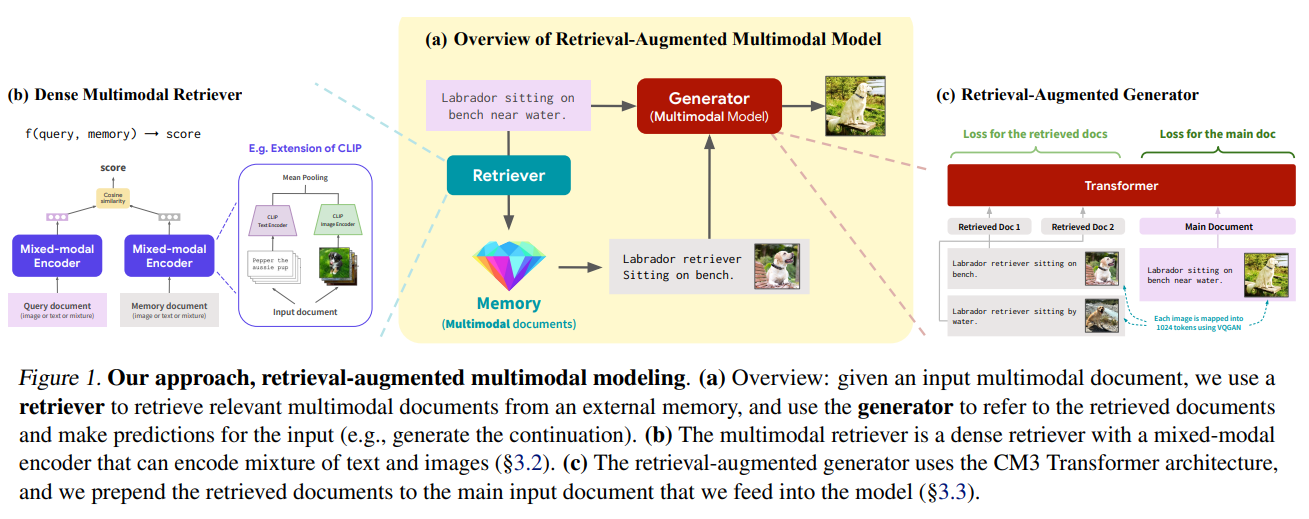 (a) Overview of Retrieval-Augmented Multimodal Model
Labrador sitting on
bench near water.
Generator
(Multimodal Model)
Retriever
Memory
(Multimodal documents)
Labrador retriever
Sitting on bench.
(b) Dense Multimodal Retriever
f(query, memory) ⟶ score
score
Cosine
similarity
Mixed-modal
Encoder
Mixed-modal
Encoder
Query document
(image or text or mixture)
Memory document
(image or text or mixture)
E.g. Extension of CLIP
Mean Pooling
CLIP
Text Encoder
CLIP
Image Encoder
Pepper the
aussie pup
Input document
(c) Retrieval-Augmented Generator
Loss for the retrieved docs
Loss for the main doc
Transformer
Retrieved Doc 1
Retrieved Doc 2
Main Document
Labrador retriever sitting on
bench.
Labrador retriever sitting by
water.
Labrador sitting on
bench near water.
Each image is mapped into
1024 tokens using VQGAN
Figure 1. Our approach, retrieval-augmented multimodal modeling. (a) Overview: given an input multimodal document, we use a
retriever to retrieve relevant multimodal documents from an external memory, and use the generator to refer to the retrieved documents
and make predictions for the input (e.g., generate the continuation). (b) The multimodal retriever is a dense retriever with a mixed-modal
encoder that can encode mixture of text and images (§3.2). (c) The retrieval-augmented generator uses the CM3 Transformer architecture,
and we prepend the retrieved documents to the main input document that we feed into the model (§3.3).